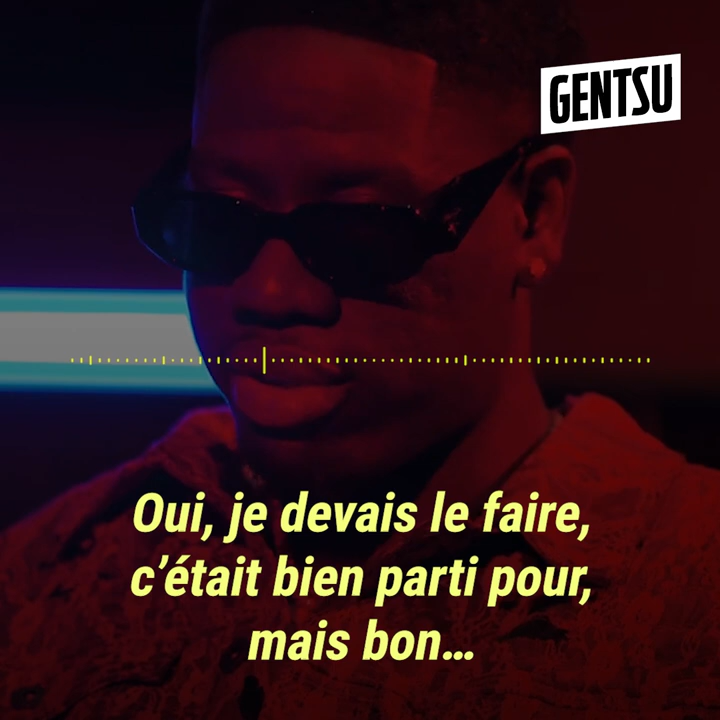 GENTSU
Oui, je devais le faire,
c’était bien parti pour,
mais bon…